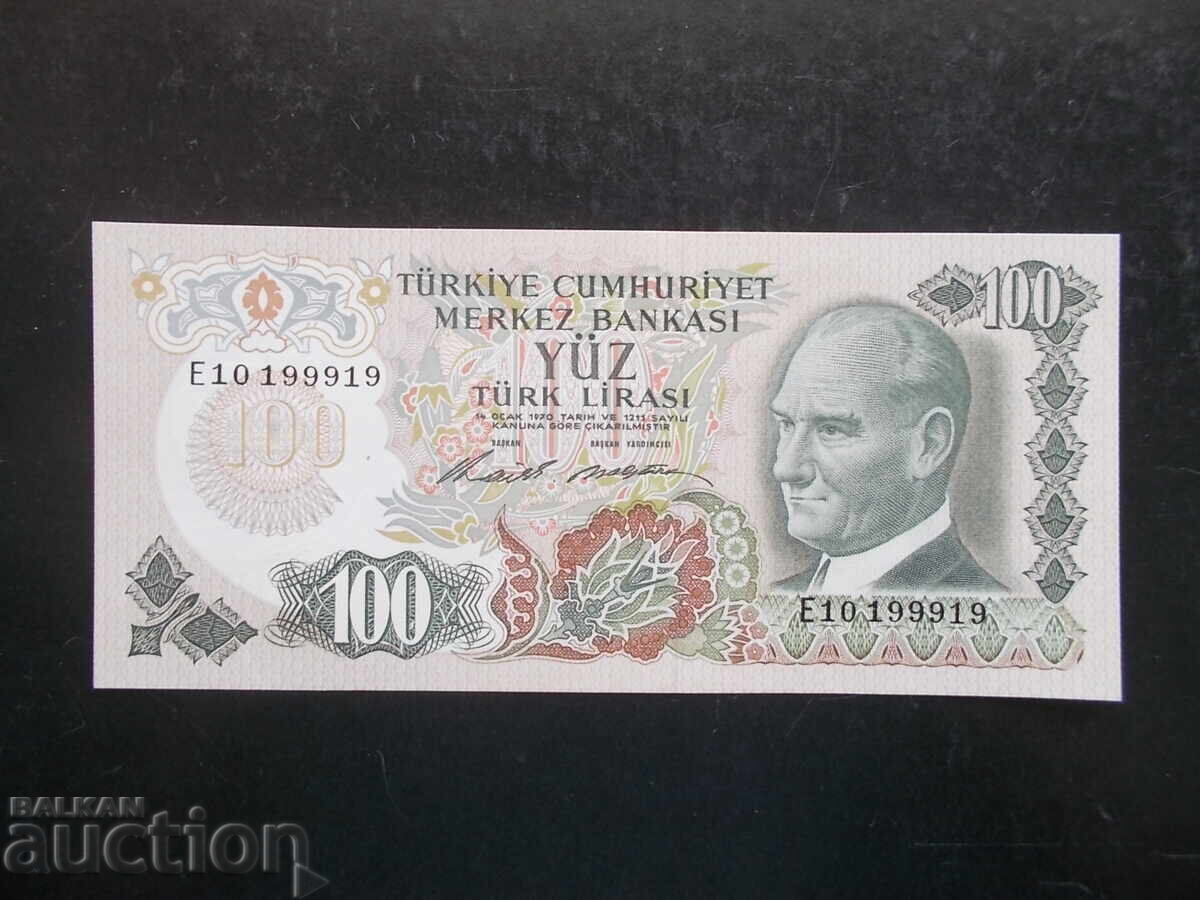 TÜRKİYE CUMHURİYET
MERKEZ BANKASI
100
E10 199919
YÜZ
TÜRK LİRASI
14 OCAK 1970 TARİH VE 1211 SAYILI
KANUNA GÖRE ÇIKARILMIŞTIR
BAŞKAN BAŞKAN YARDIMCISI
100
100
100
E10 199919
BALKAN
auction